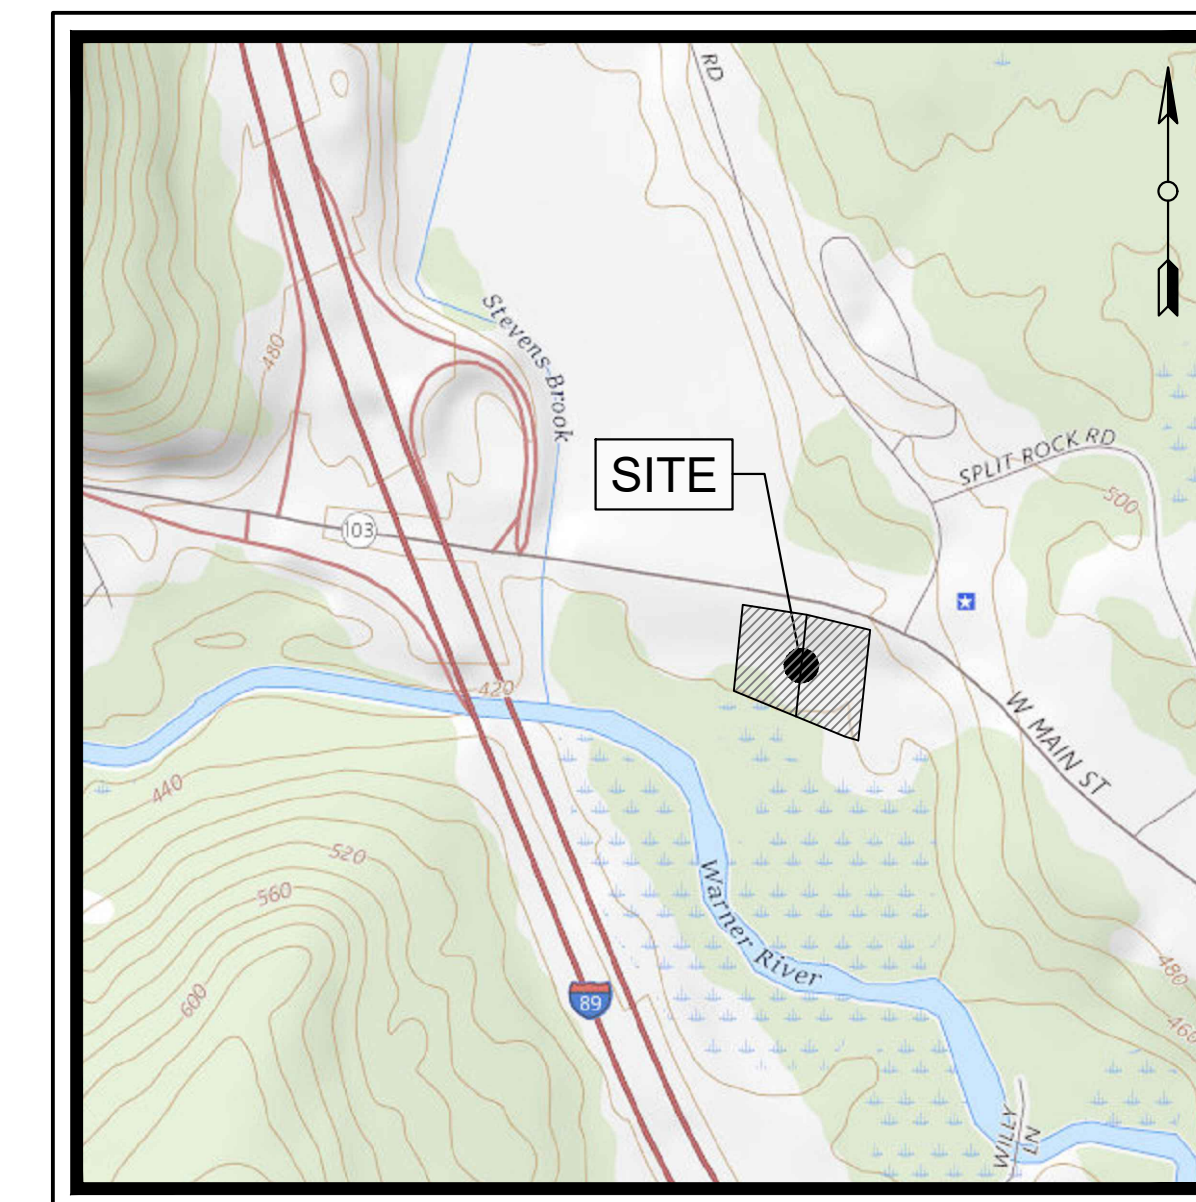 RD
Stevens Brook
480
SITE
SPLIT ROCK RD
500
103
420
W MAIN ST
440
520
560
Warner River
600
480
89
460
WILLY
LN